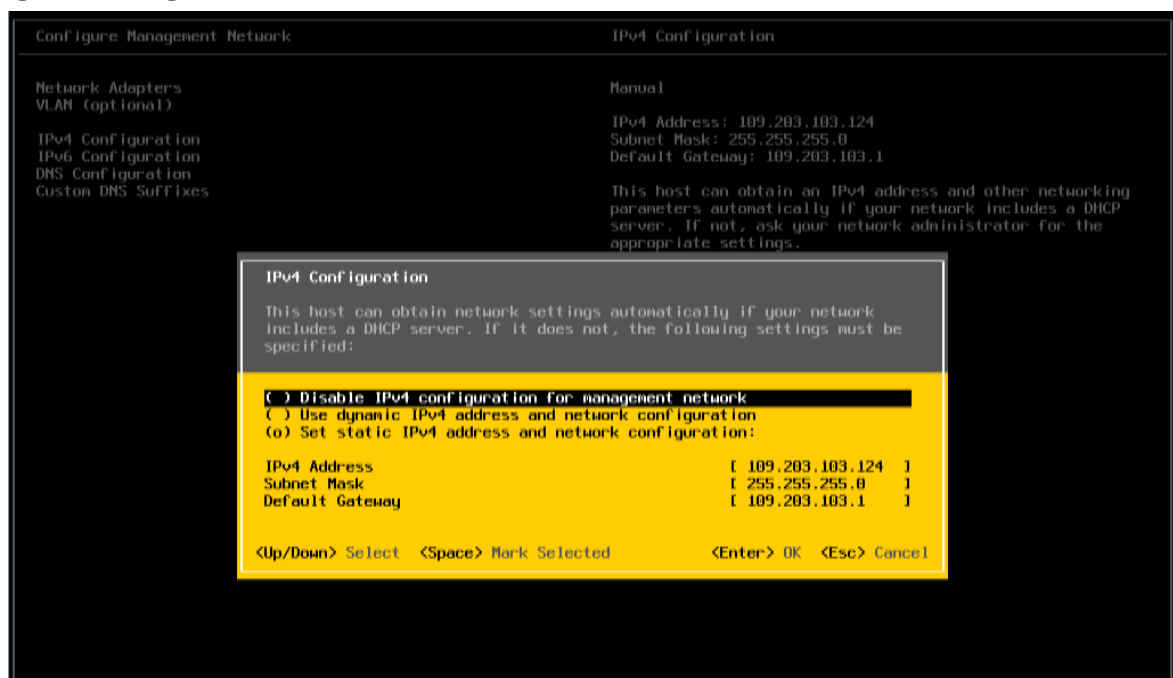 Configure Management Network
IPv4 Configuration
Network Adapters
VLAN (optional)
IPv4 Configuration
IPv6 Configuration
DNS Configuration
Custom DNS Suffixes
Manual
IPv4 Address: 109.203.103.124
Subnet Mask: 255.255.255.0
Default Gateway: 109.203.103.1
This host can obtain an IPv4 address and other networking
parameters automatically if your network includes a DHCP
server. If not, ask your network administrator for the
appropriate settings.
IPv4 Configuration
This host can obtain network settings automatically if your network
includes a DHCP server. If it does not, the following settings must be
specified:
( ) Disable IPv4 configuration for management network
( ) Use dynamic IPv4 address and network configuration
(o) Set static IPv4 address and network configuration:
IPv4 Address [ 109.203.103.124 ]
Subnet Mask [ 255.255.255.0 ]
Default Gateway [ 109.203.103.1 ]
<Up/Down> Select <Space> Mark Selected <Enter> OK <Esc> Cancel